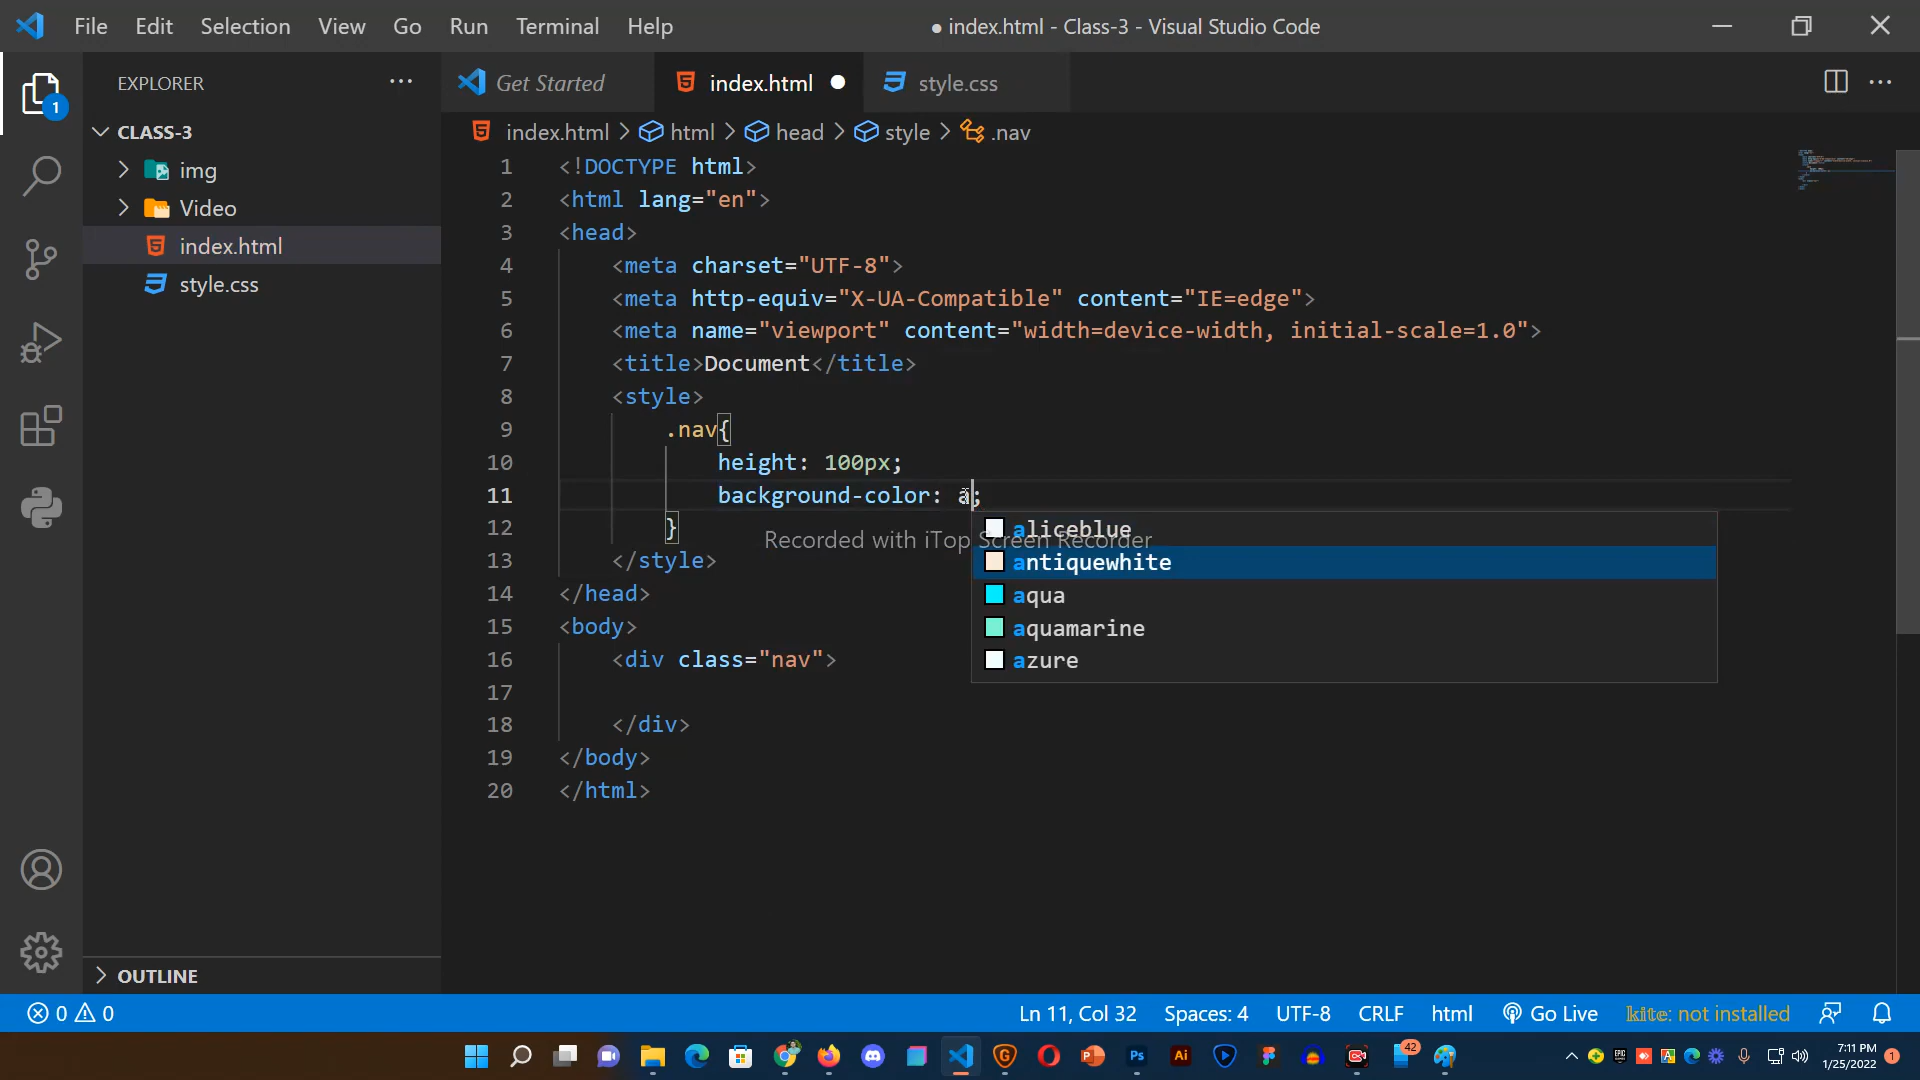 File Edit Selection View Go Run Terminal Help
● index.html - Class-3 - Visual Studio Code
EXPLORER
Get Started
index.html
style.css
1
CLASS-3
img
Video
index.html
style.css
index.html > html > head > style > .nav
1 <!DOCTYPE html>
2 <html lang="en">
3 <head>
4 <meta charset="UTF-8">
5 <meta http-equiv="X-UA-Compatible" content="IE=edge">
6 <meta name="viewport" content="width=device-width, initial-scale=1.0">
7 <title>Document</title>
8 <style>
9 .nav{
10 height: 100px;
11 background-color: a;
12 }
13 </style>
14 </head>
15 <body>
16 <div class="nav">
17
18 </div>
19 </body>
20 </html>
Recorded with iTop Screen Recorder
aliceblue
antiquewhite
aqua
aquamarine
azure
OUTLINE
0 0
Ln 11, Col 32 Spaces: 4 UTF-8 CRLF html Go Live kite: not installed
42
7:11 PM
1/25/2022
1